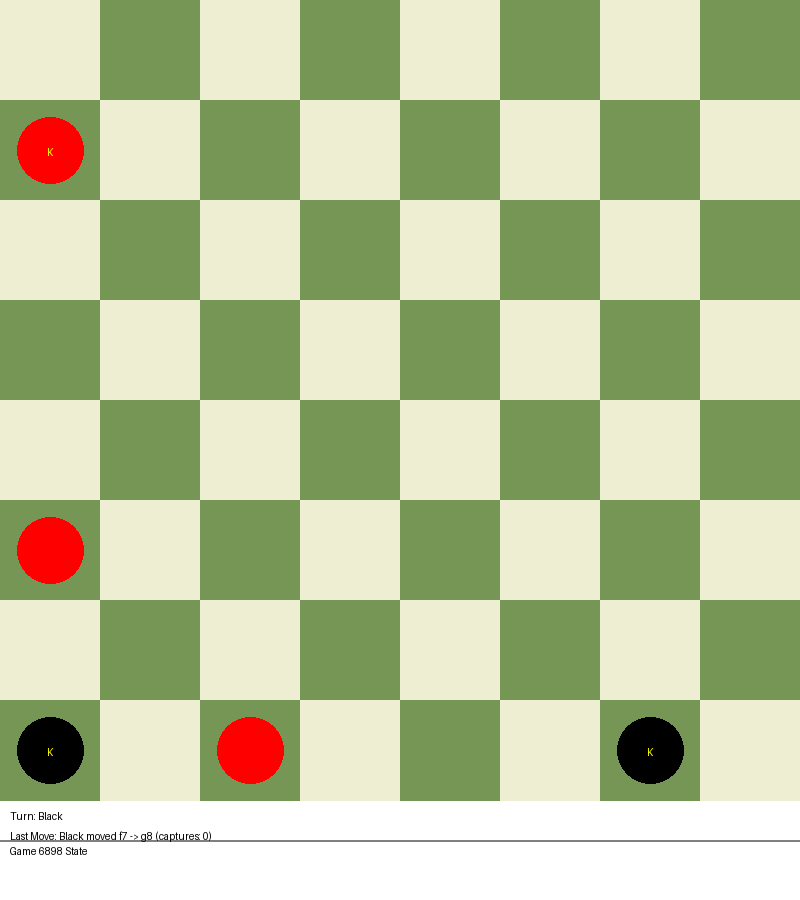 K
K
K
Turn: Black
Last Move: Black moved f7 -> g8 (captures: 0)
Game 6898 State